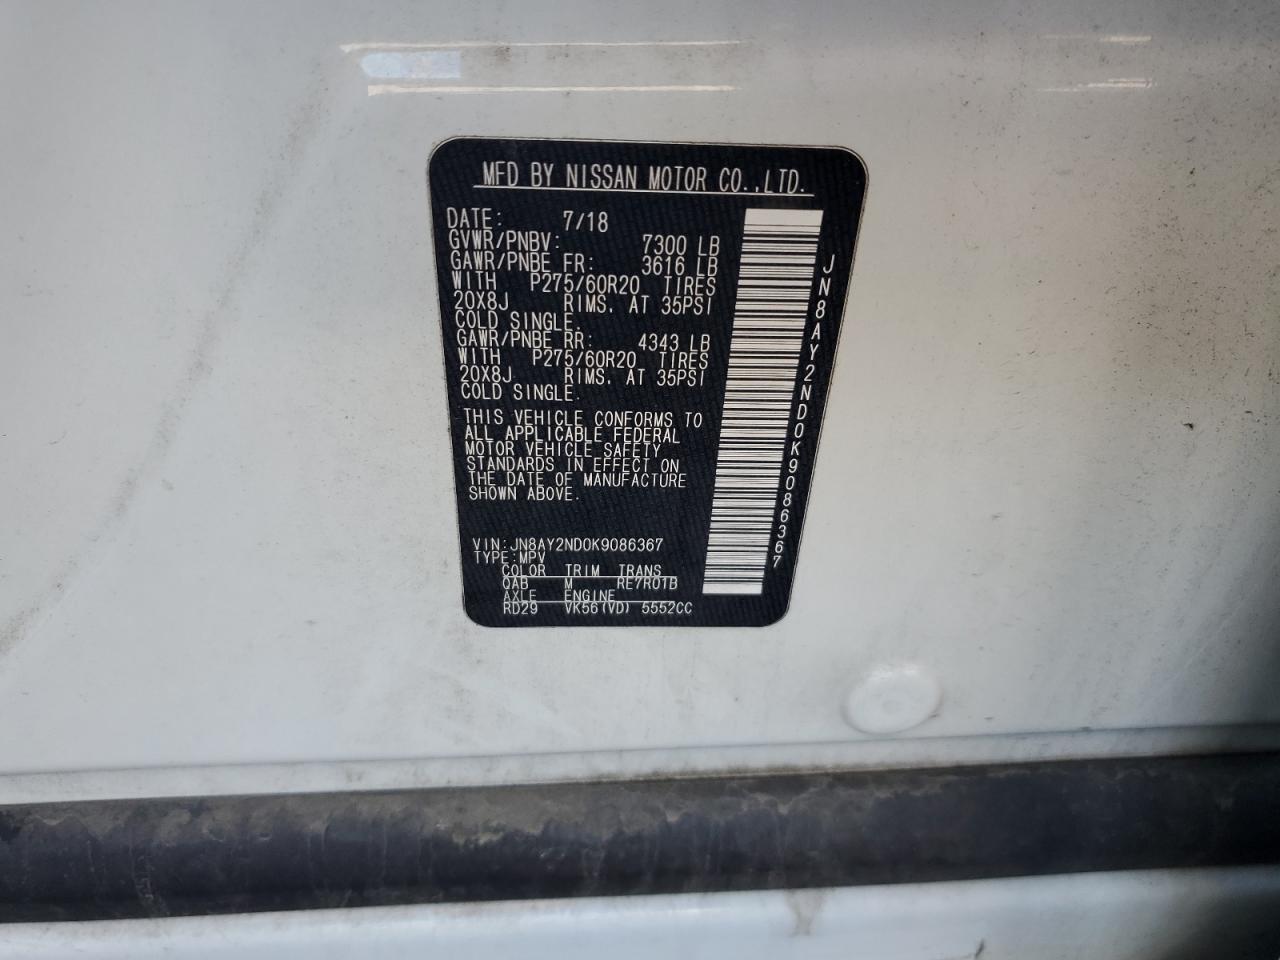 MFD BY NISSAN MOTOR CO.,LTD.
DATE: 7/18
GVWR/PNBV: 7300 LB
GAWR/PNBE FR: 3616 LB
WITH P275/60R20 TIRES
20X8J RIMS. AT 35PSI
COLD SINGLE.
GAWR/PNBE RR: 4343 LB
WITH P275/60R20 TIRES
20X8J RIMS. AT 35PSI
COLD SINGLE.
THIS VEHICLE CONFORMS TO
ALL APPLICABLE FEDERAL
MOTOR VEHICLE SAFETY
STANDARDS IN EFFECT ON
THE DATE OF MANUFACTURE
SHOWN ABOVE.
VIN:JN8AY2ND0K9086367
TYPE:MPV
COLOR TRIM TRANS
QAB M RE7R01B
AXLE ENGINE
RD29 VK56(VD) 5552CC
JN8AY2ND0K9086367